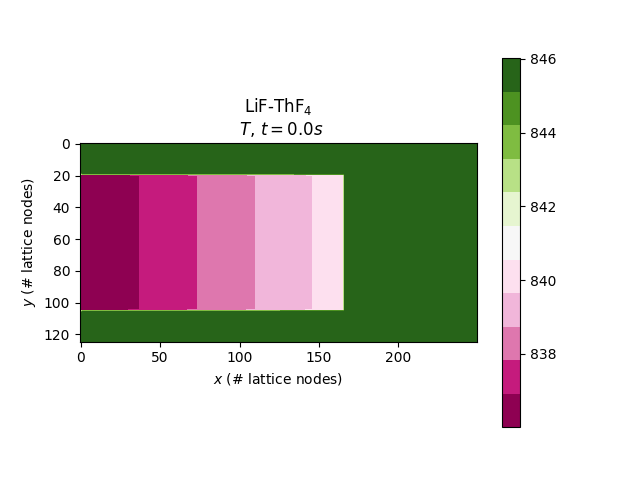 LiF-ThF₄
T, t = 0.0s
846
844
842
840
838
0
20
40
60
80
100
120
y (# lattice nodes)
0 50 100 150 200
x (# lattice nodes)